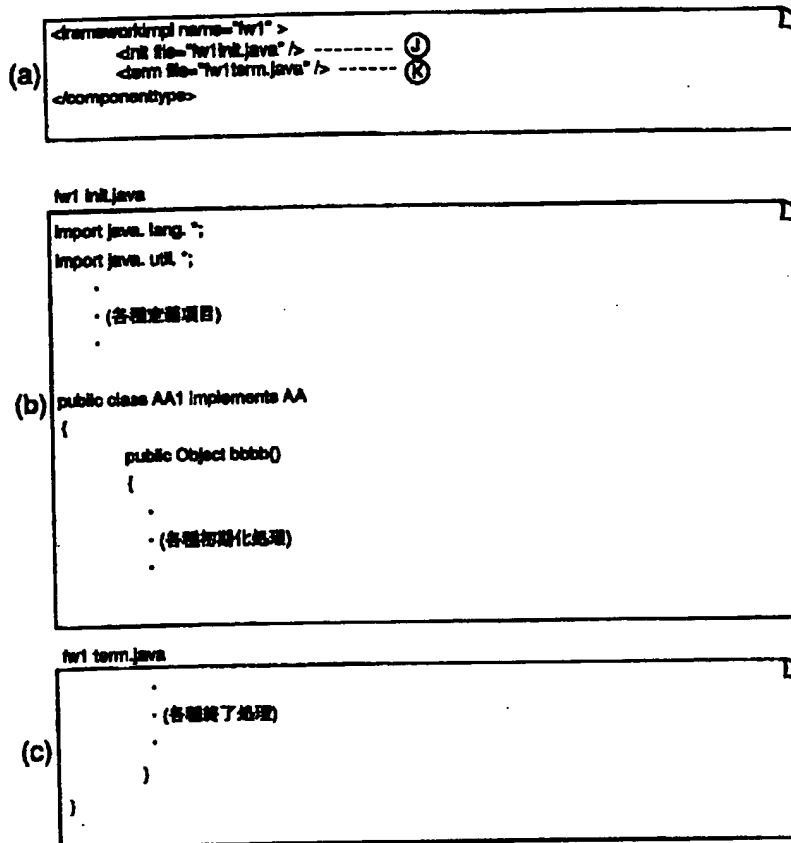 (a)
<frameworkimpl name="fw1" >
<init file="fw1init.java" /> -------- J
<term file="fw1term.java" /> ------ K
</componenttype>
fw1 init.java
(b)
import java. lang. *;
import java. util. *;
・
・(各種定義項目)
・
public class AA1 implements AA
{
public Object bbbb()
{
・
・(各種初期化処理)
・
fw1 term.java
(c)
・
・(各種終了処理)
・
}
}